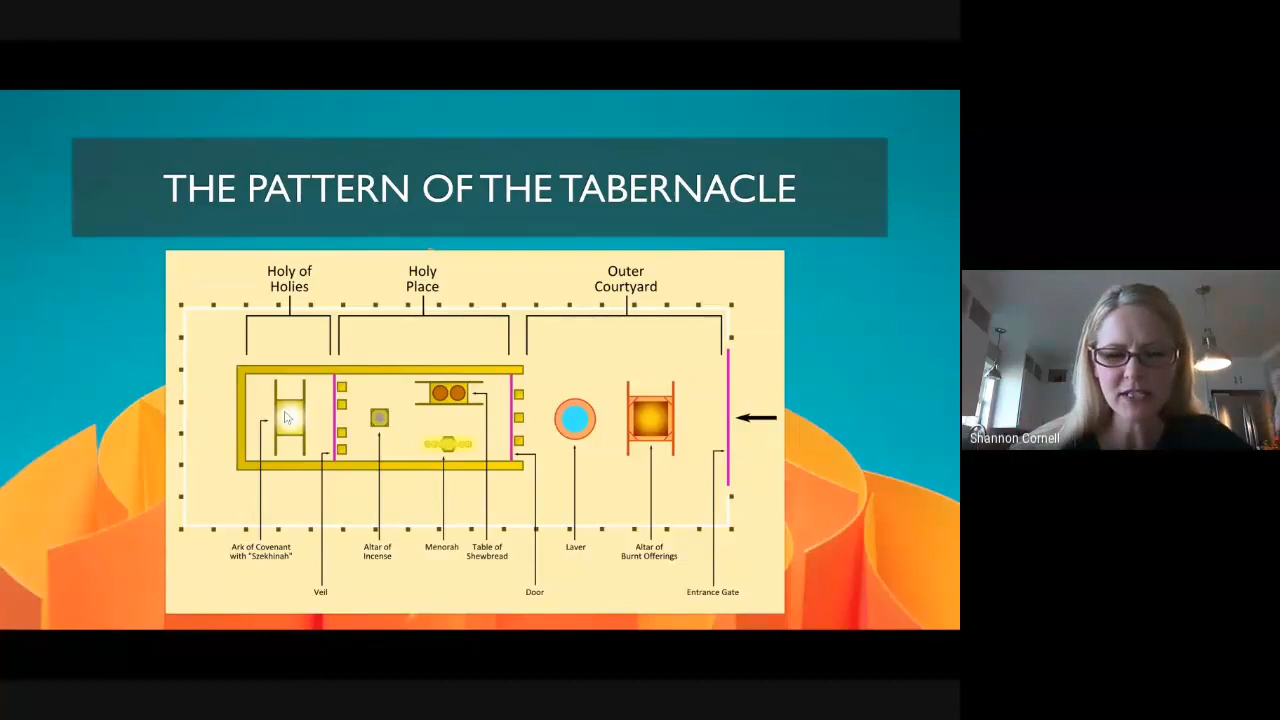 THE PATTERN OF THE TABERNACLE
Holy of
Holies
Holy
Place
Outer
Courtyard
Ark of Covenant
with "Szekhinah"
Altar of
Incense
Menorah
Table of
Shewbread
Laver
Altar of
Burnt Offerings
Veil
Door
Entrance Gate
Shannon Cornell